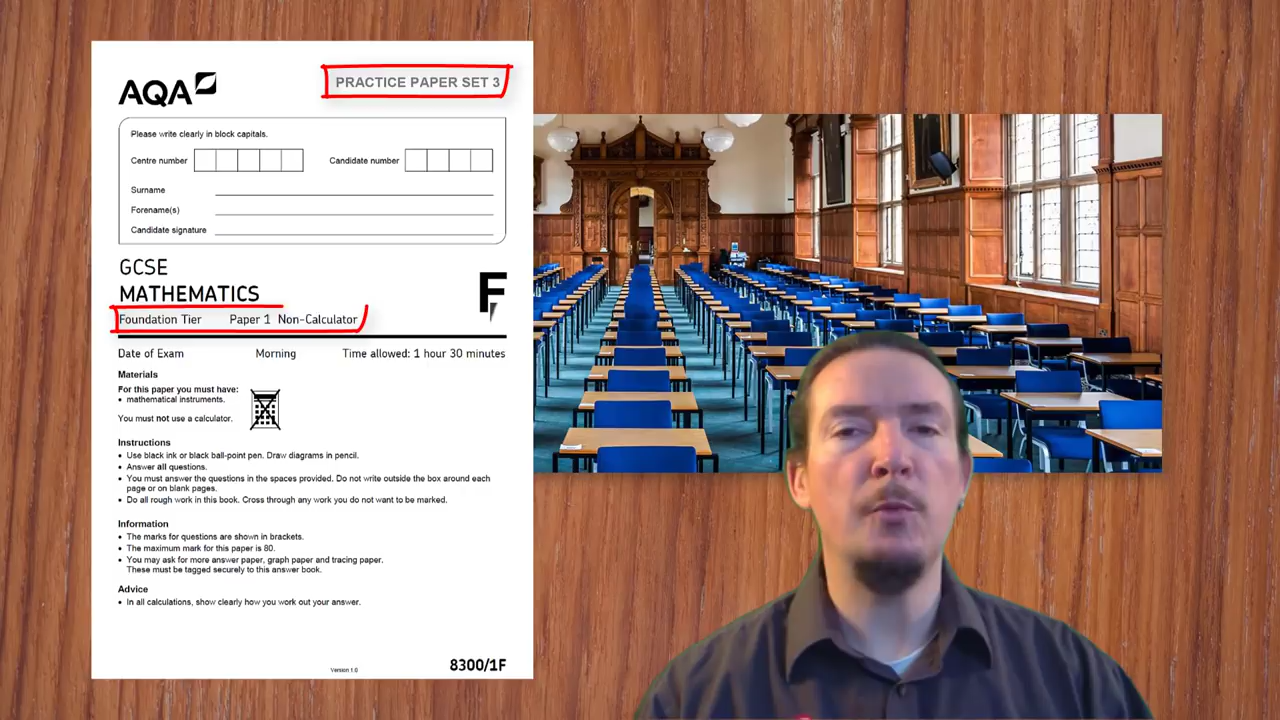 AQA
PRACTICE PAPER SET 3
Please write clearly in block capitals.
Centre number
Candidate number
Surname
Forename(s)
Candidate signature
GCSE
MATHEMATICS
F
Foundation Tier Paper 1 Non-Calculator
Date of Exam Morning Time allowed: 1 hour 30 minutes
Materials
For this paper you must have:
• mathematical instruments.
You must not use a calculator.
Instructions
• Use black ink or black ball-point pen. Draw diagrams in pencil.
• Answer all questions.
• You must answer the questions in the spaces provided. Do not write outside the box around each
page or on blank pages.
• Do all rough work in this book. Cross through any work you do not want to be marked.
Information
• The marks for questions are shown in brackets.
• The maximum mark for this paper is 80.
• You may ask for more answer paper, graph paper and tracing paper.
These must be tagged securely to this answer book.
Advice
• In all calculations, show clearly how you work out your answer.
Version 1.0
8300/1F